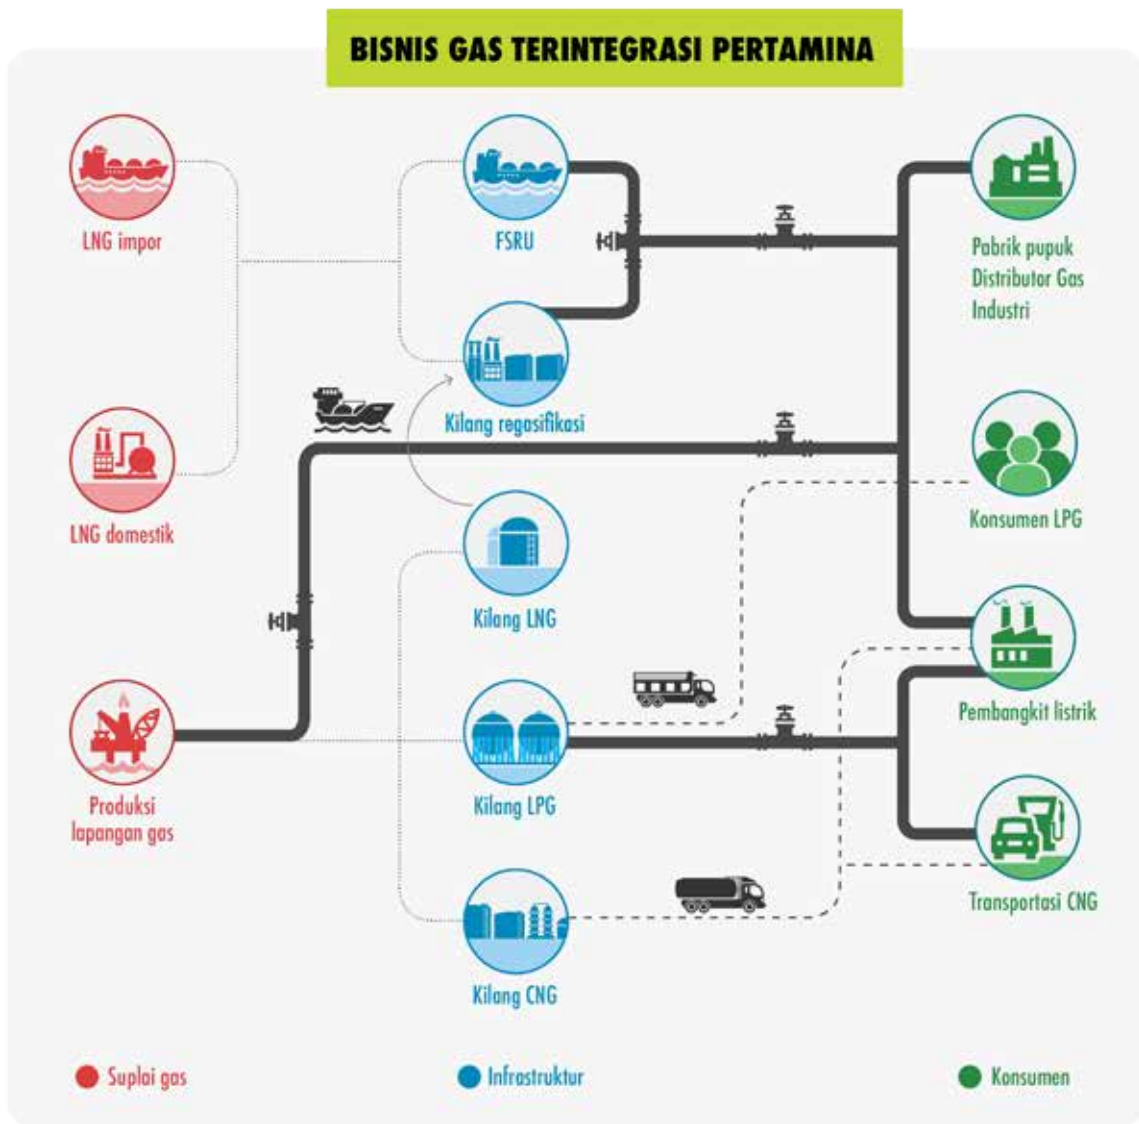 BISNIS GAS TERINTEGRASI PERTAMINA
LNG impor
FSRU
Pabrik pupuk
Distributor Gas
Industri
Kilang regasifikasi
LNG domestik
Konsumen LPG
Kilang LNG
Pembangkit listrik
Produksi
lapangan gas
Kilang LPG
Transportasi CNG
Kilang CNG
Suplai gas
Infrastruktur
Konsumen